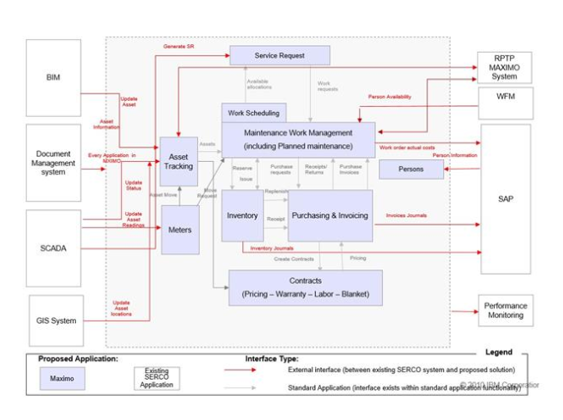 Generate SR
BIM
Service Request
RPTP
MAXIMO
System
Available
allocations
Work
requests
Person Availability
WFM
Update
Asset
Work Scheduling
Asset
Information
Maintenance Work Management
(including Planned maintenance)
Work order actual costs
Document
Management
system
Every Application in
MAXIMO
Asset
Tracking
Assets
Person Information
Persons
Reserve
Issue
Purchase
requests
Receipts/
Returns
Purchase
Invoices
SAP
Update
Status
Asset Move
Move
Request
Replenish
SCADA
Update
Asset
Readings
Meters
Inventory
Purchasing & Invoicing
Receipt
Invoices Journals
Inventory Journals
Create Contracts
Pricing
GIS System
Update
Asset
locations
Contracts
(Pricing – Warranty – Labor – Blanket)
Performance
Monitoring
Legend
Proposed Application:
Interface Type:
Maximo
Existing
SERCO
Application
External interface (between existing SERCO system and proposed solution)
Standard Application (interface exists within standard application functionality)
© 2010 IBM Corporation